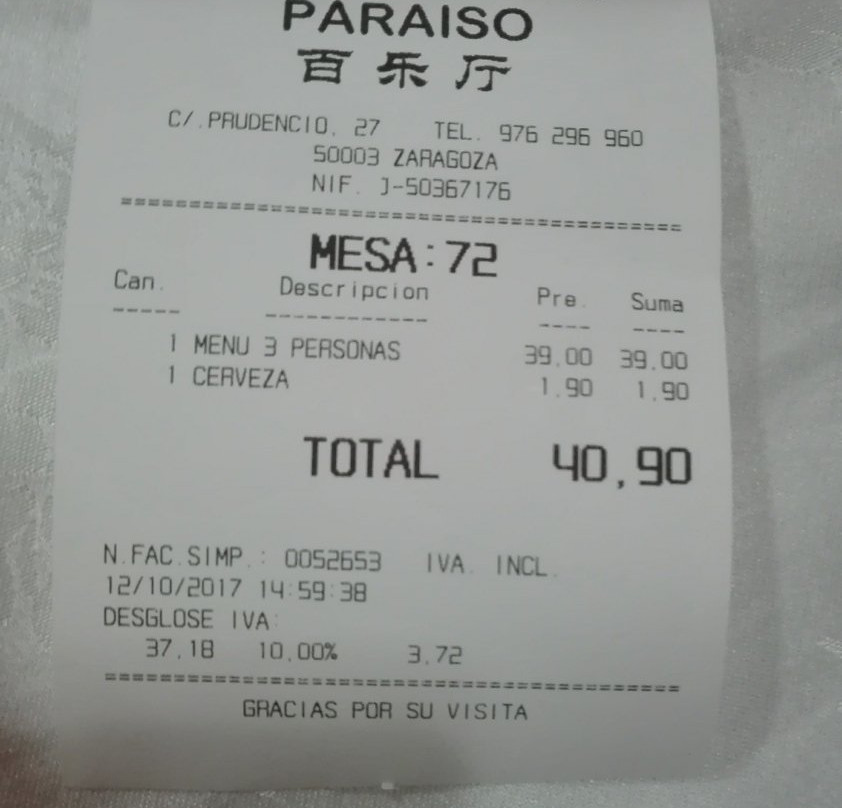 PARAISO
百乐厅
C/.PRUDENCIO, 27 TEL. 976 296 960
50003 ZARAGOZA
NIF. J-50367176
==================================================
MESA:72
Can. Descripcion Pre. Suma
----- ------------ ---- ----
1 MENU 3 PERSONAS 39,00 39,00
1 CERVEZA 1,90 1,90
TOTAL 40,90
N.FAC.SIMP.: 0052653 IVA. INCL.
12/10/2017 14:59:38
DESGLOSE IVA:
37,18 10,00% 3,72
==================================================
GRACIAS POR SU VISITA